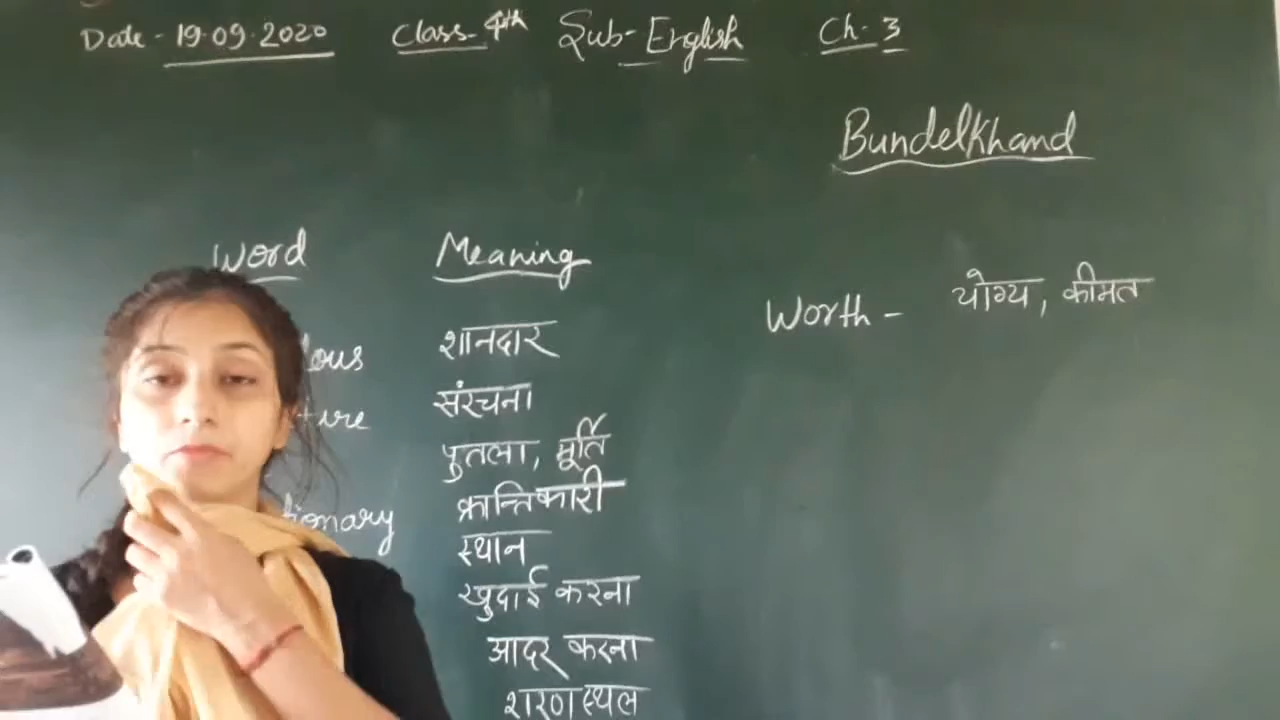 Date - 19.09.2020 Class - 4th Sub - English Ch - 3
Bundelkhand
Word Meaning
Worth - योग्य, कीमत
शानदार
संरचना
पुतला, मूर्ति
क्रान्तिकारी
स्थान
खुदाई करना
आदर करना
शरण स्थल